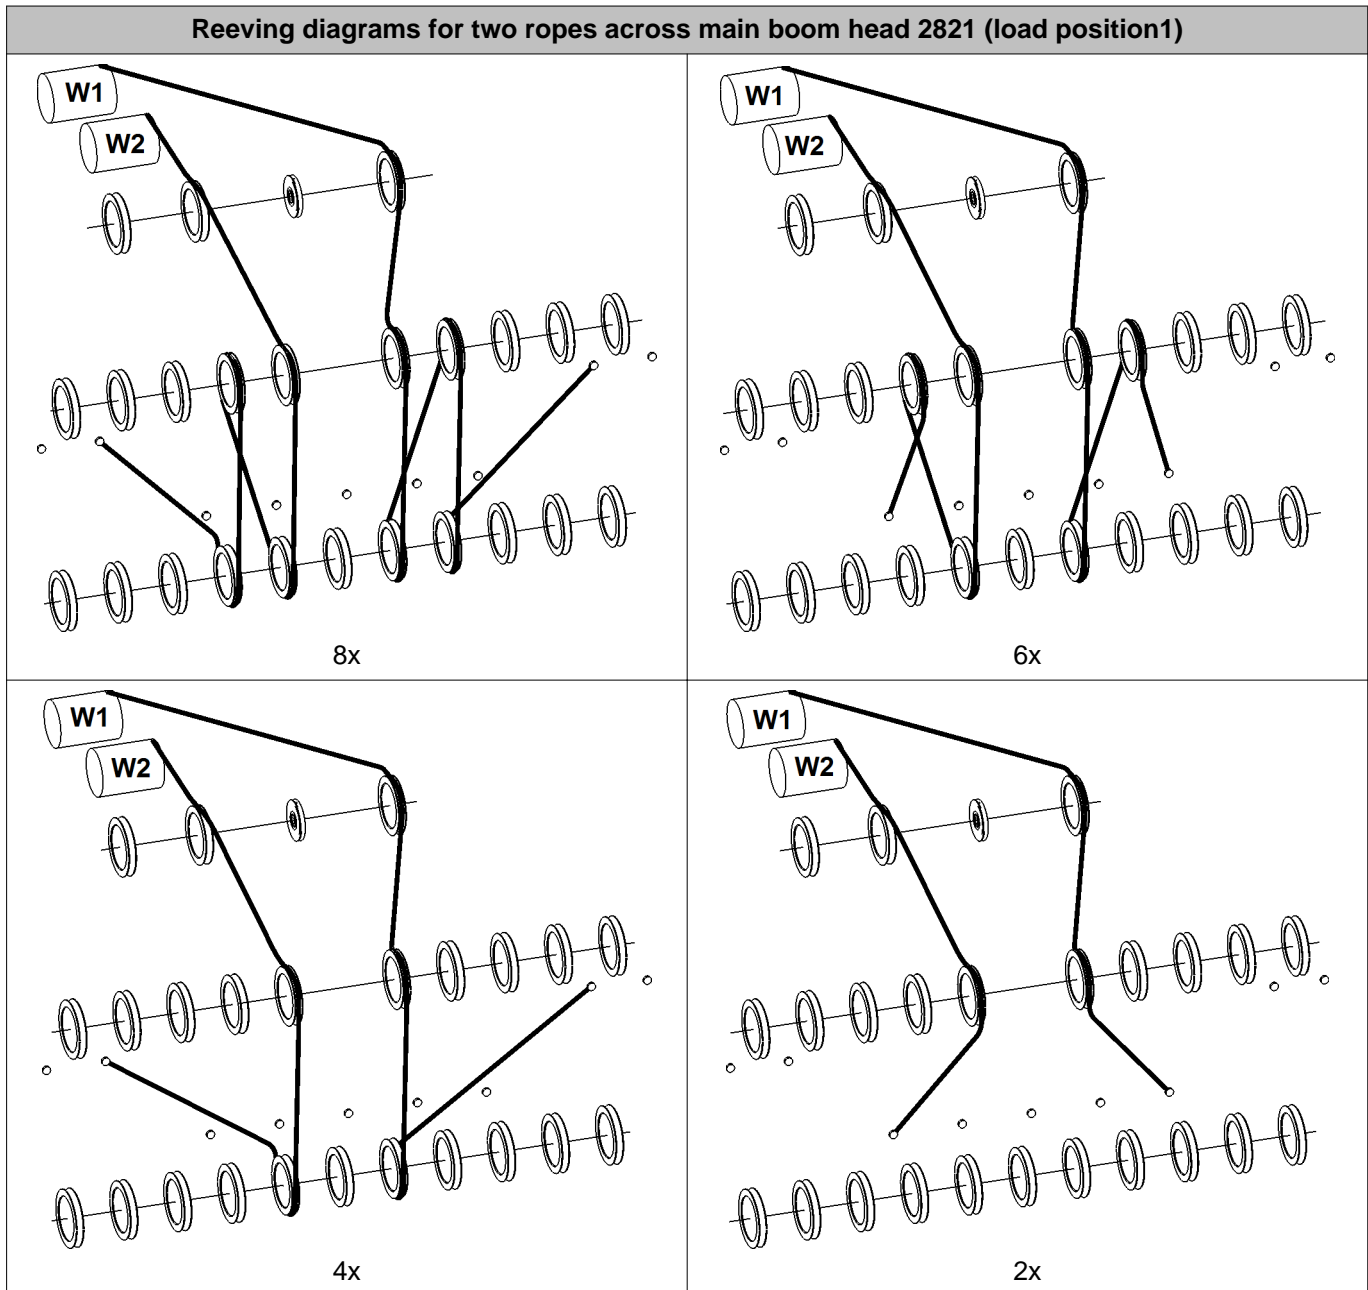 Reeving diagrams for two ropes across main boom head 2821 (load position1)
W1
W2
8x
W1
W2
6x
W1
W2
4x
W1
W2
2x